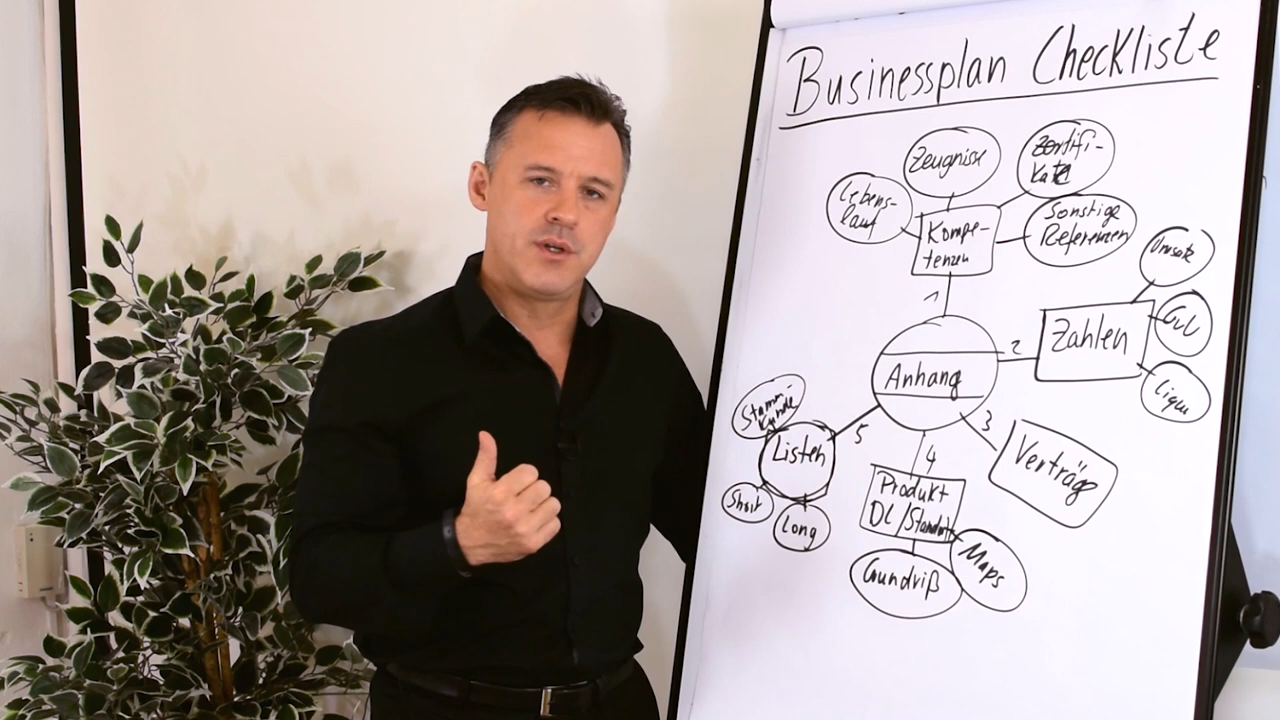 Businessplan Checkliste
Zeugnisse
Zertifi-
kate
Lebens-
lauf
Kompe-
tenzen
Sonstige
Referenzen
Umsatz
1
2
Zahlen
GuL
Liqui
Anhang
3
Verträge
Stamm
Kunde
5
Listen
4
Produkt
DL/Standort
Short
Long
Grundriß
Maps